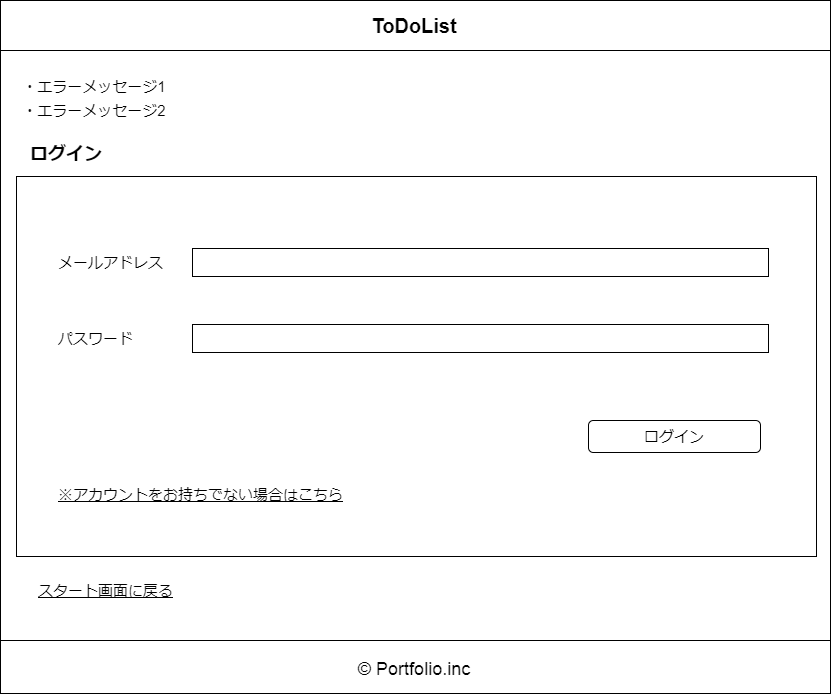 ToDoList
・エラーメッセージ1
・エラーメッセージ2
ログイン
メールアドレス
パスワード
ログイン
※アカウントをお持ちでない場合はこちら
スタート画面に戻る
© Portfolio.inc